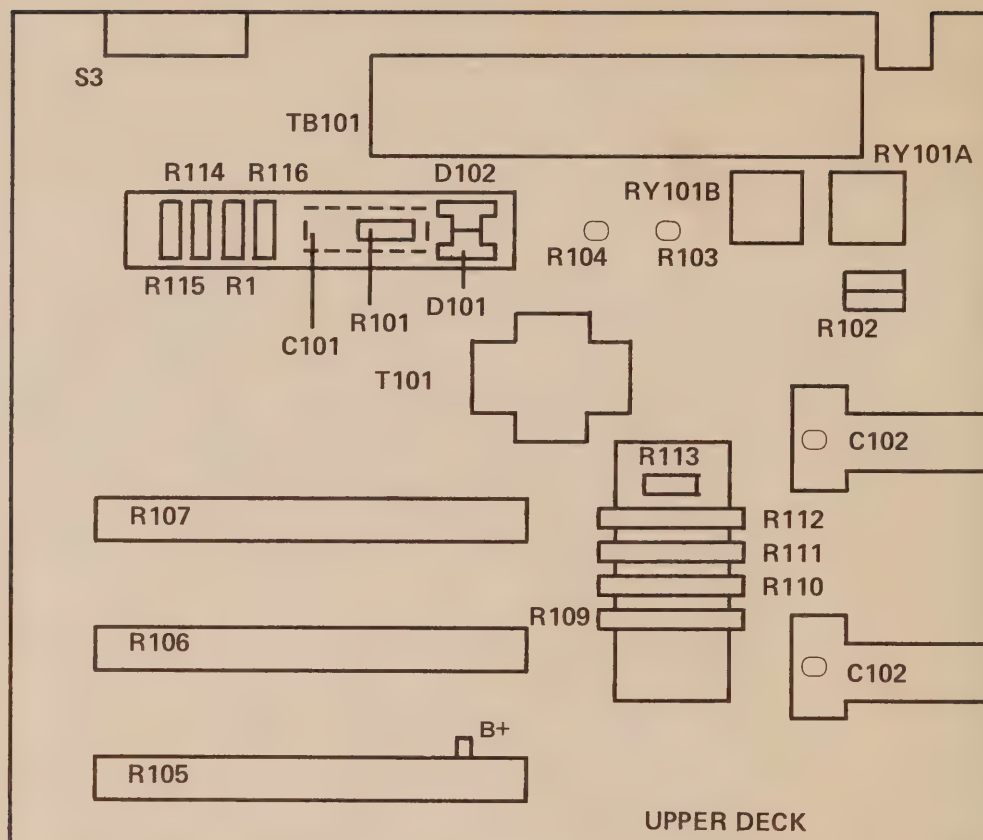 S3
TB101
RY101A
R114 R116 D102
RY101B
R104 R103
R115 R1
D101
R101
C101
R102
T101
C102
R113
R107
R112
R111
R110
R109
R106
C102
B+
R105
UPPER DECK